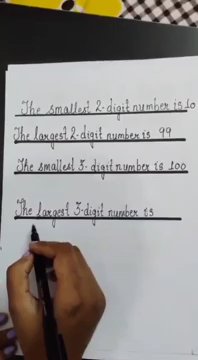 The smallest 2-digit number is 10
The largest 2-digit number is 99
The smallest 3-digit number is 100
The largest 3-digit number is